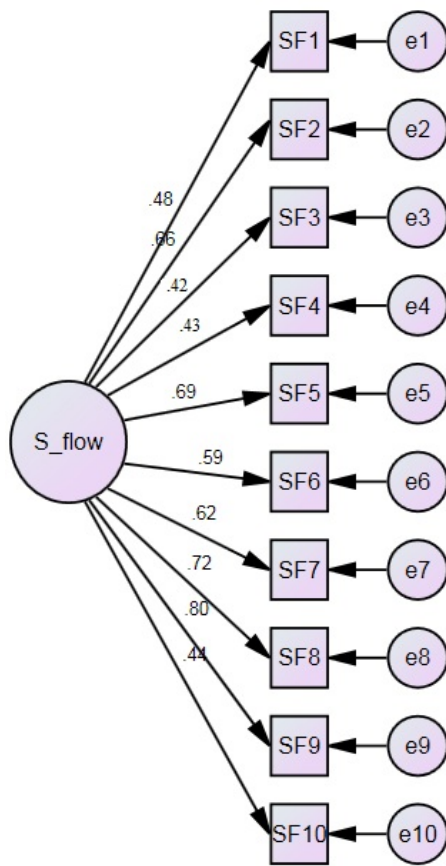 SF1 e1
SF2 e2
.48
.66
SF3 e3
.42
SF4 e4
.43
.69
SF5 e5
S_flow
.59
SF6 e6
.62
SF7 e7
.72
.80
SF8 e8
.44
SF9 e9
SF10 e10